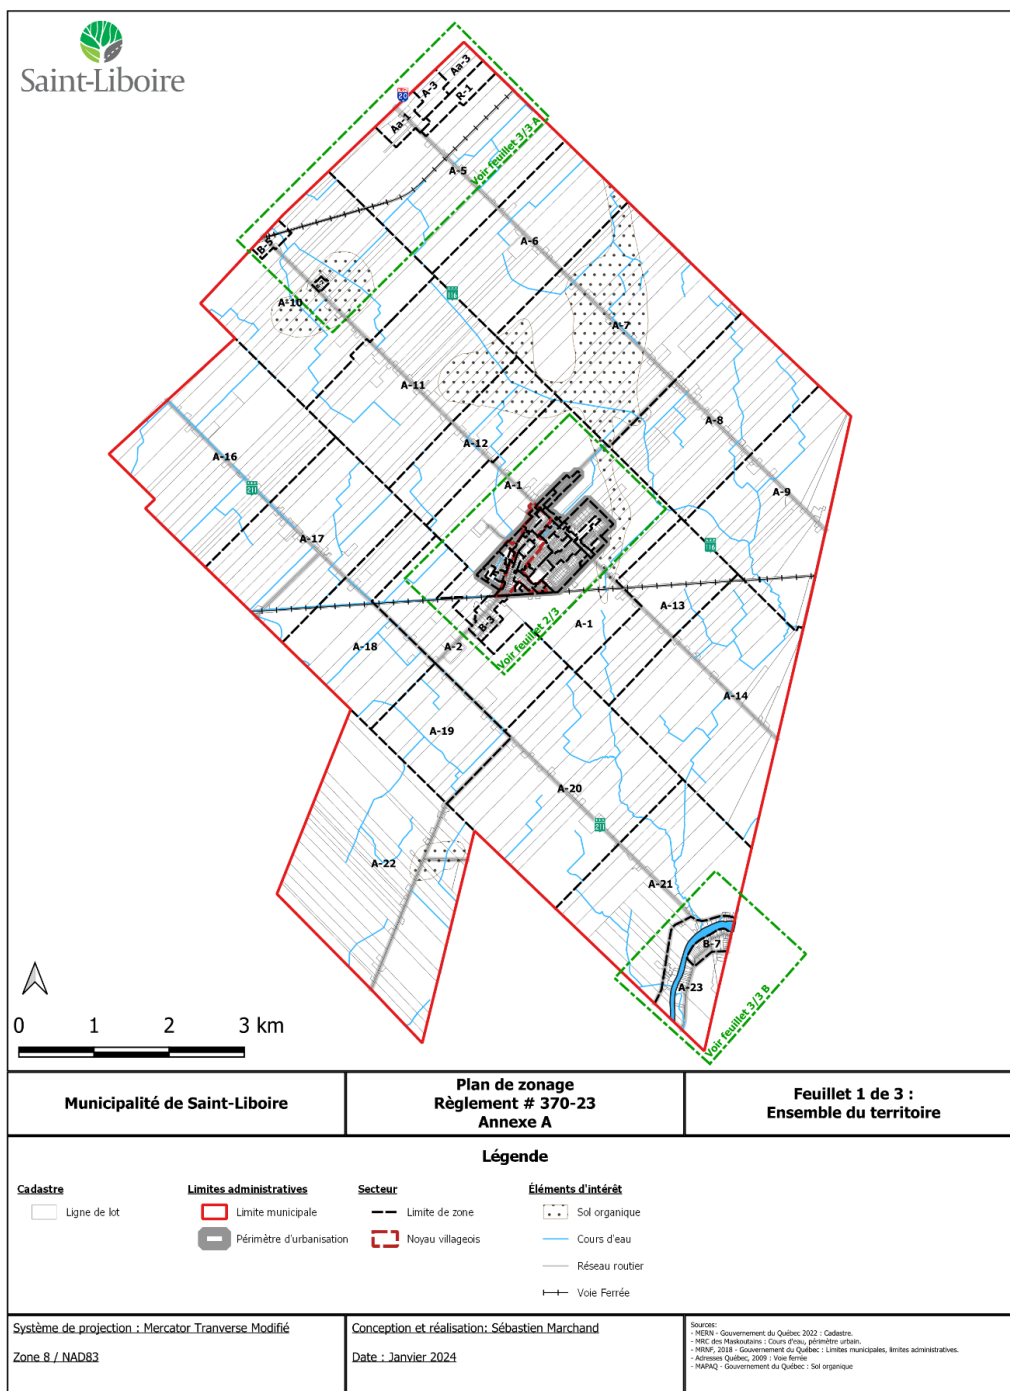 Saint-Liboire
20
Aa-3
A-3
R-1
Aa-1
A-5
Voir feuillet 3/3 A
B-5
A-6
A-10
116
A-7
A-11
A-8
A-12
A-16
A-1
211
A-9
A-17
116
A-13
B-3
A-1
A-18
A-2
Voir feuillet 2/3
A-14
A-19
A-20
211
A-22
A-21
B-7
A-23
Voir feuillet 3/3 B
0 1 2 3 km
Municipalité de Saint-Liboire
Plan de zonage
Règlement # 370-23
Annexe A
Feuillet 1 de 3 :
Ensemble du territoire
Légende
Cadastre
Ligne de lot
Limites administratives
Limite municipale
Périmètre d'urbanisation
Secteur
Limite de zone
Noyau villageois
Éléments d'intérêt
Sol organique
Cours d'eau
Réseau routier
Voie Ferrée
Système de projection : Mercator Tranverse Modifié
Zone 8 / NAD83
Conception et réalisation: Sébastien Marchand
Date : Janvier 2024
Sources:
- MERN - Gouvernement du Québec 2022 : Cadastre.
- MRC des Maskoutains : Cours d'eau, périmètre urbain.
- MRNF, 2018 - Gouvernement du Québec : Limites municipales, limites administratives.
- Adresses Québec, 2009 : Voie ferrée
- MAPAQ - Gouvernement du Québec : Sol organique